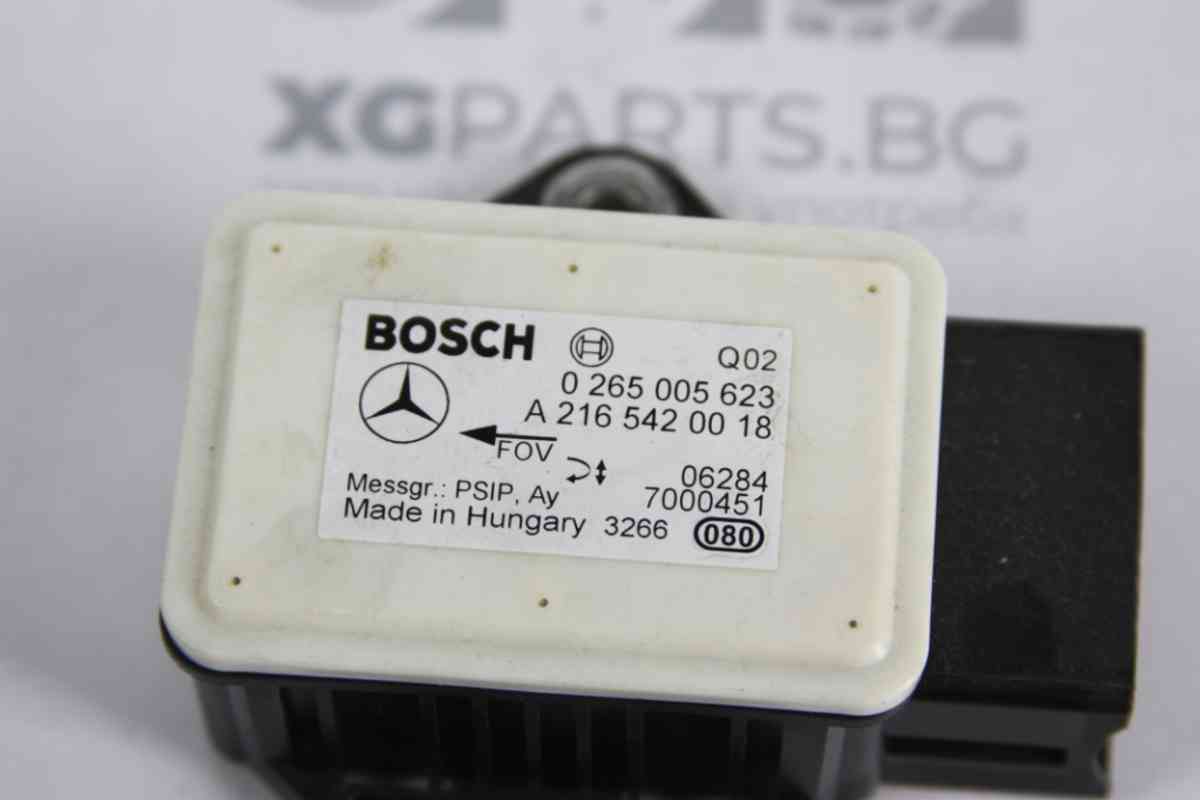 XGPARTS.BG
BOSCH
Q02
0 265 005 623
A 216 542 00 18
FOV
06284
Messgr.: PSIP, Ay
7000451
Made in Hungary 3266 080